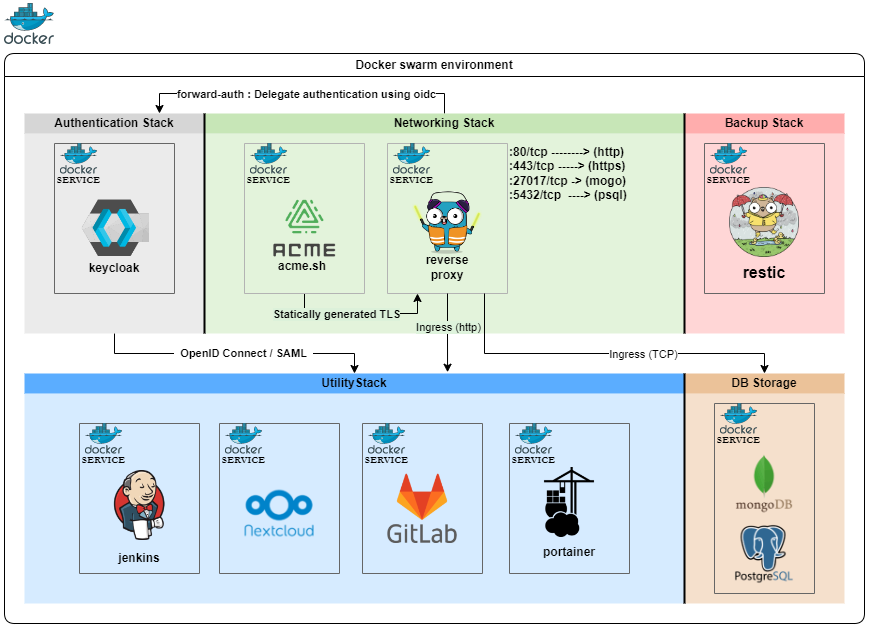 docker
Docker swarm environment
forward-auth : Delegate authentication using oidc
Authentication Stack
Networking Stack
Backup Stack
docker
SERVICE
keycloak
docker
SERVICE
ACME
acme.sh
docker
SERVICE
reverse
proxy
:80/tcp --------> (http)
:443/tcp -----> (https)
:27017/tcp -> (mogo)
:5432/tcp ----> (psql)
docker
SERVICE
restic
Statically generated TLS
Ingress (http)
OpenID Connect / SAML
Ingress (TCP)
Utility Stack
DB Storage
docker
SERVICE
jenkins
docker
SERVICE
Nextcloud
docker
SERVICE
GitLab
docker
SERVICE
portainer
docker
SERVICE
mongoDB
PostgreSQL